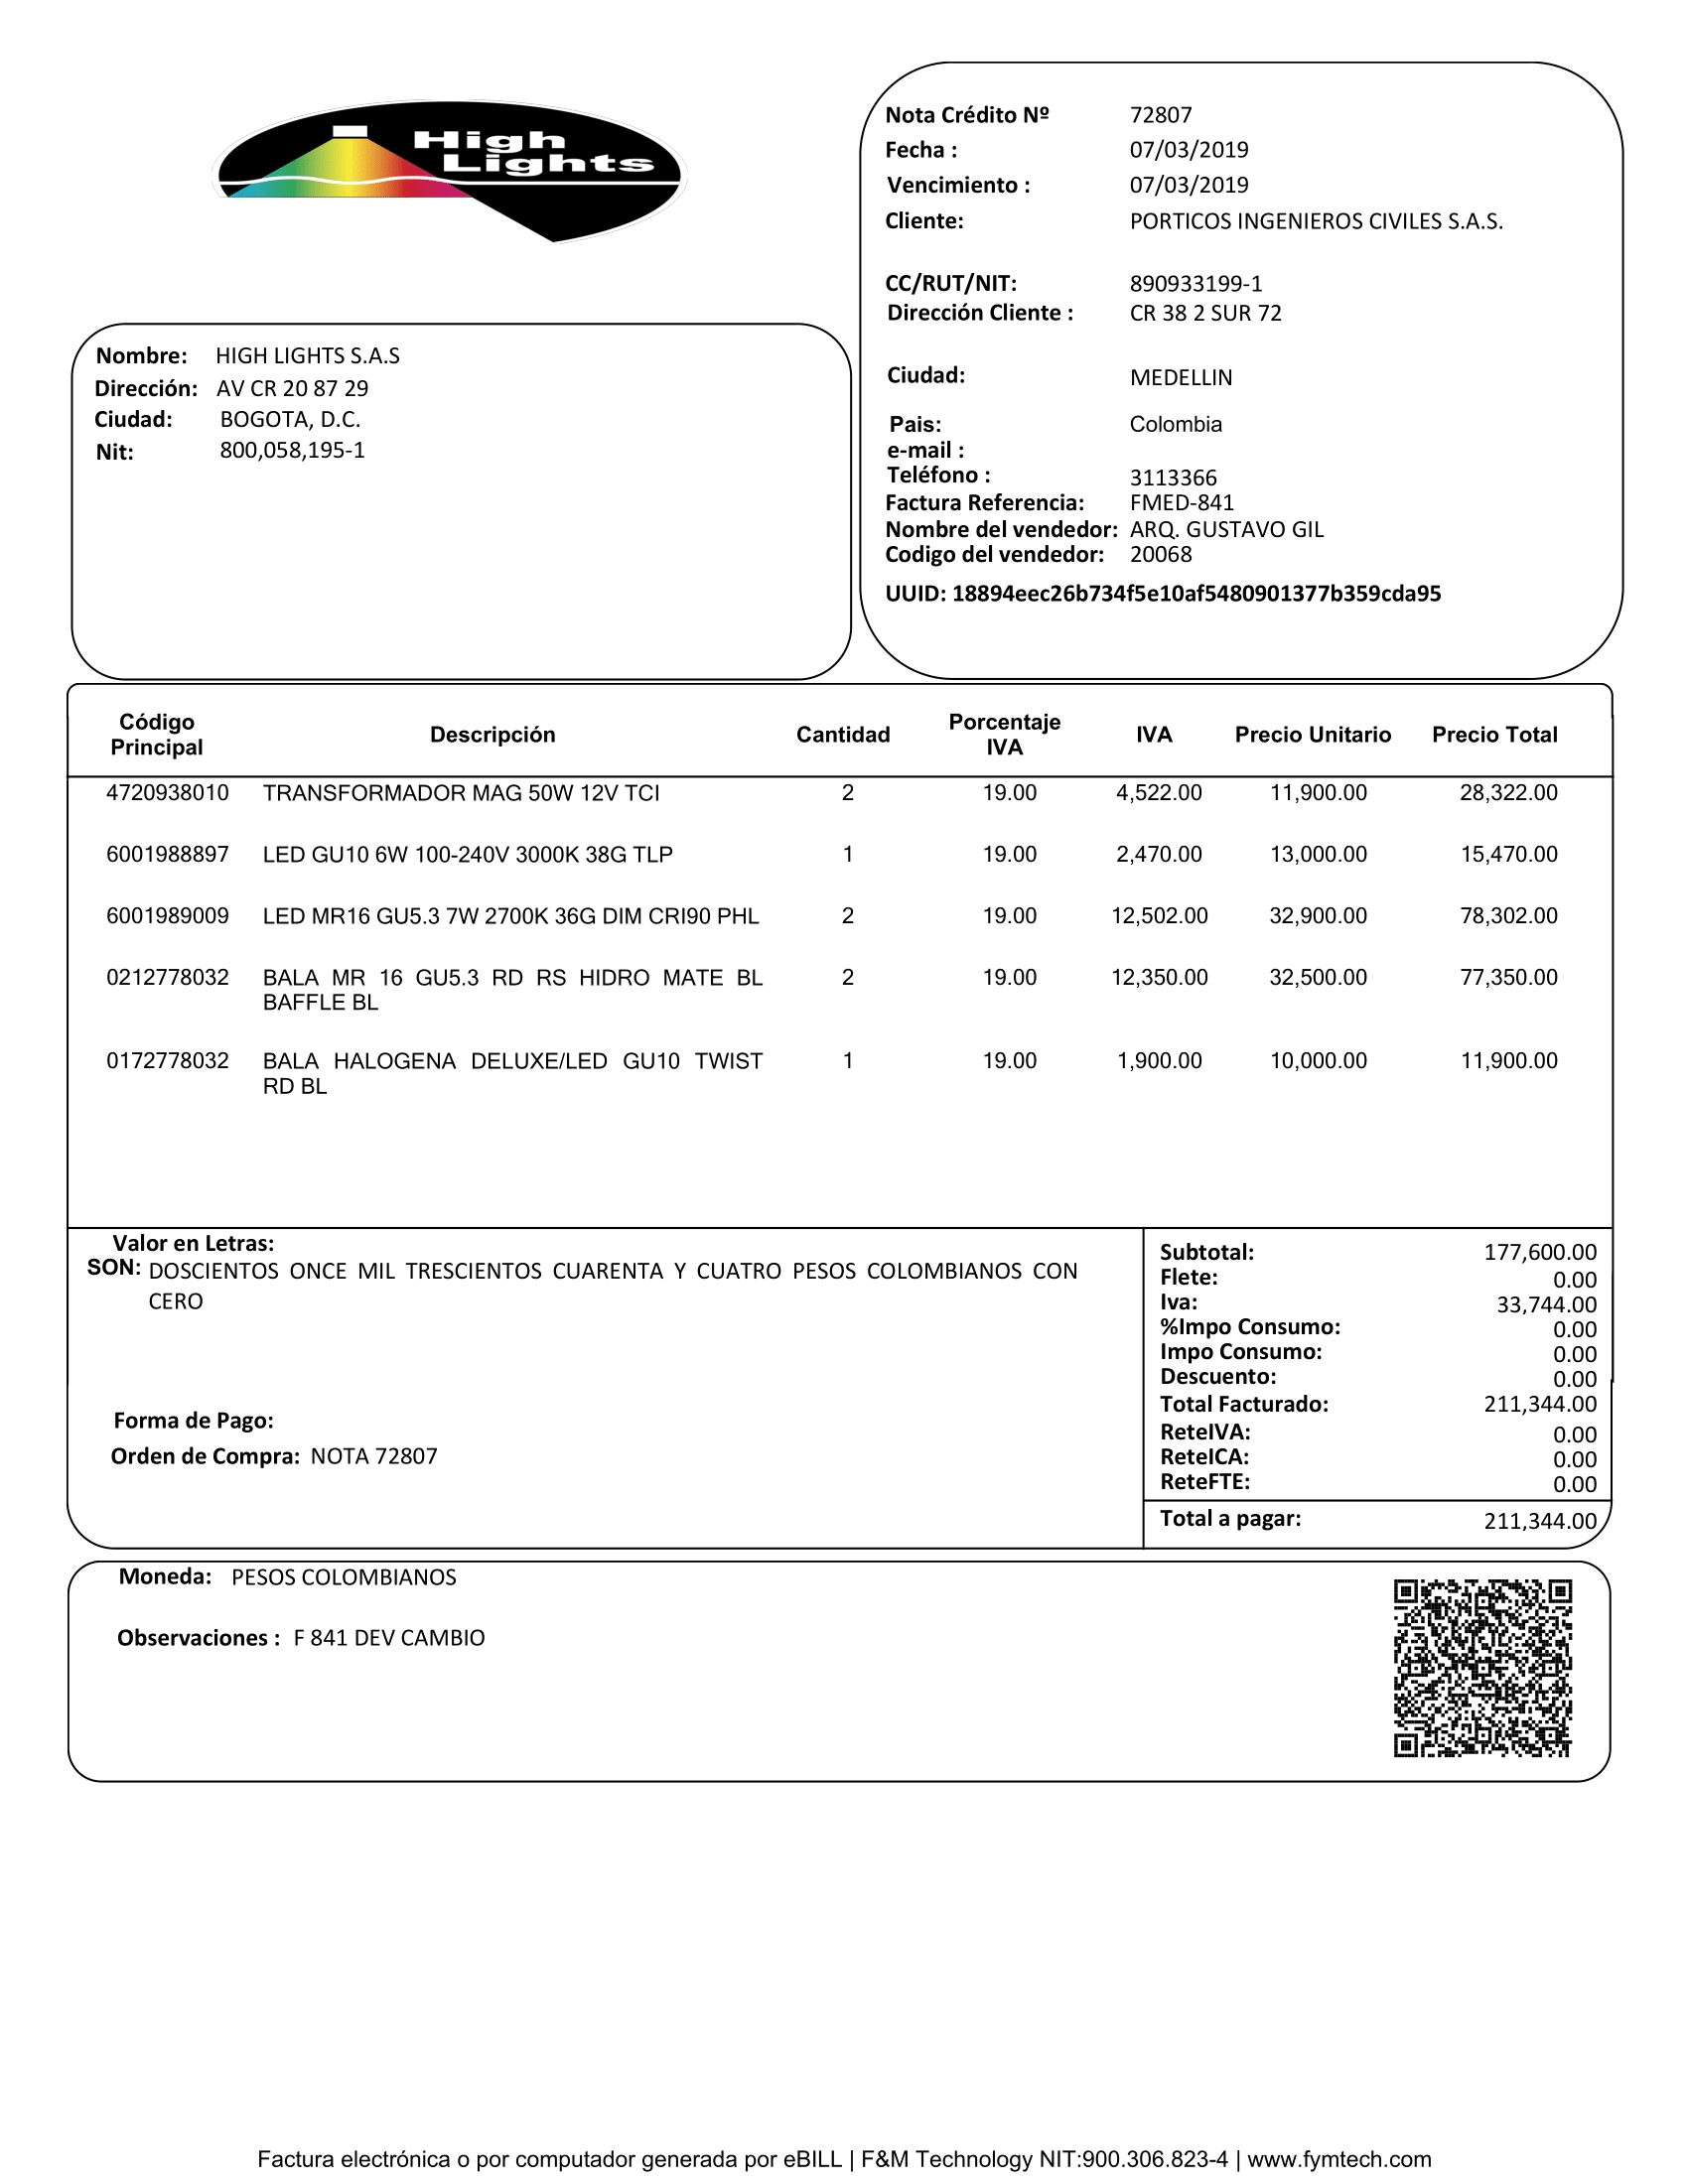 High
Lights
Nota Crédito Nº 72807
Fecha : 07/03/2019
Vencimiento : 07/03/2019
Cliente: PORTICOS INGENIEROS CIVILES S.A.S.
CC/RUT/NIT: 890933199-1
Dirección Cliente : CR 38 2 SUR 72
Ciudad: MEDELLIN
Pais: Colombia
e-mail :
Teléfono : 3113366
Factura Referencia: FMED-841
Nombre del vendedor: ARQ. GUSTAVO GIL
Codigo del vendedor: 20068
UUID: 18894eec26b734f5e10af5480901377b359cda95
Nombre: HIGH LIGHTS S.A.S
Dirección: AV CR 20 87 29
Ciudad: BOGOTA, D.C.
Nit: 800,058,195-1
Código Principal Descripción Cantidad Porcentaje IVA IVA Precio Unitario Precio Total
4720938010 TRANSFORMADOR MAG 50W 12V TCI 2 19.00 4,522.00 11,900.00 28,322.00
6001988897 LED GU10 6W 100-240V 3000K 38G TLP 1 19.00 2,470.00 13,000.00 15,470.00
6001989009 LED MR16 GU5.3 7W 2700K 36G DIM CRI90 PHL 2 19.00 12,502.00 32,900.00 78,302.00
0212778032 BALA MR 16 GU5.3 RD RS HIDRO MATE BL 2 19.00 12,350.00 32,500.00 77,350.00
BAFFLE BL
0172778032 BALA HALOGENA DELUXE/LED GU10 TWIST 1 19.00 1,900.00 10,000.00 11,900.00
RD BL
Valor en Letras:
SON: DOSCIENTOS ONCE MIL TRESCIENTOS CUARENTA Y CUATRO PESOS COLOMBIANOS CON
CERO
Forma de Pago:
Orden de Compra: NOTA 72807
Subtotal: 177,600.00
Flete: 0.00
Iva: 33,744.00
%Impo Consumo: 0.00
Impo Consumo: 0.00
Descuento: 0.00
Total Facturado: 211,344.00
ReteIVA: 0.00
ReteICA: 0.00
ReteFTE: 0.00
Total a pagar: 211,344.00
Moneda: PESOS COLOMBIANOS
Observaciones : F 841 DEV CAMBIO
Factura electrónica o por computador generada por eBILL | F&M Technology NIT:900.306.823-4 | www.fymtech.com